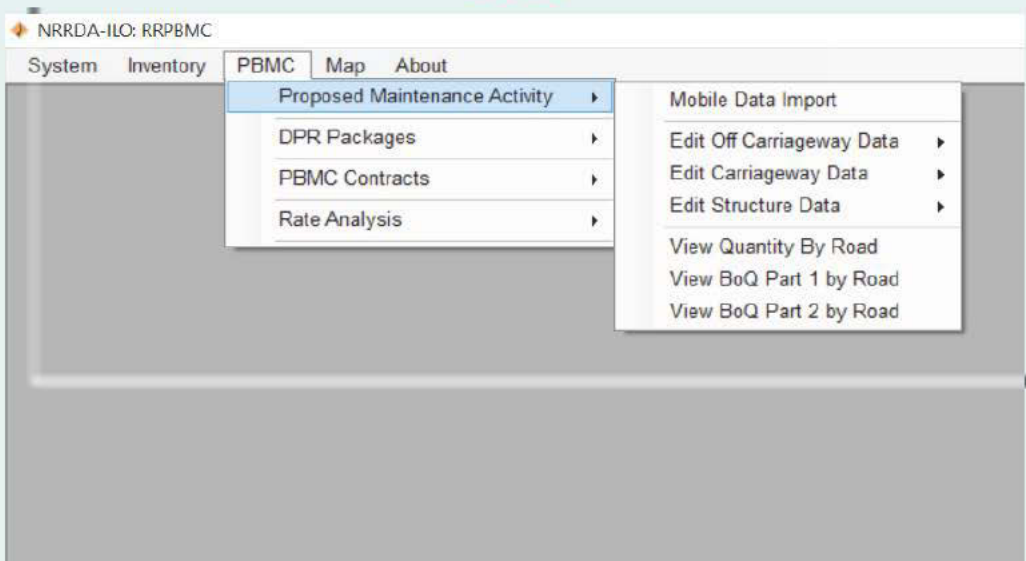 NRRDA-ILO: RRPBMC
System Inventory PBMC Map About
Proposed Maintenance Activity
DPR Packages
PBMC Contracts
Rate Analysis
Mobile Data Import
Edit Off Carriageway Data
Edit Carriageway Data
Edit Structure Data
View Quantity By Road
View BoQ Part 1 by Road
View BoQ Part 2 by Road